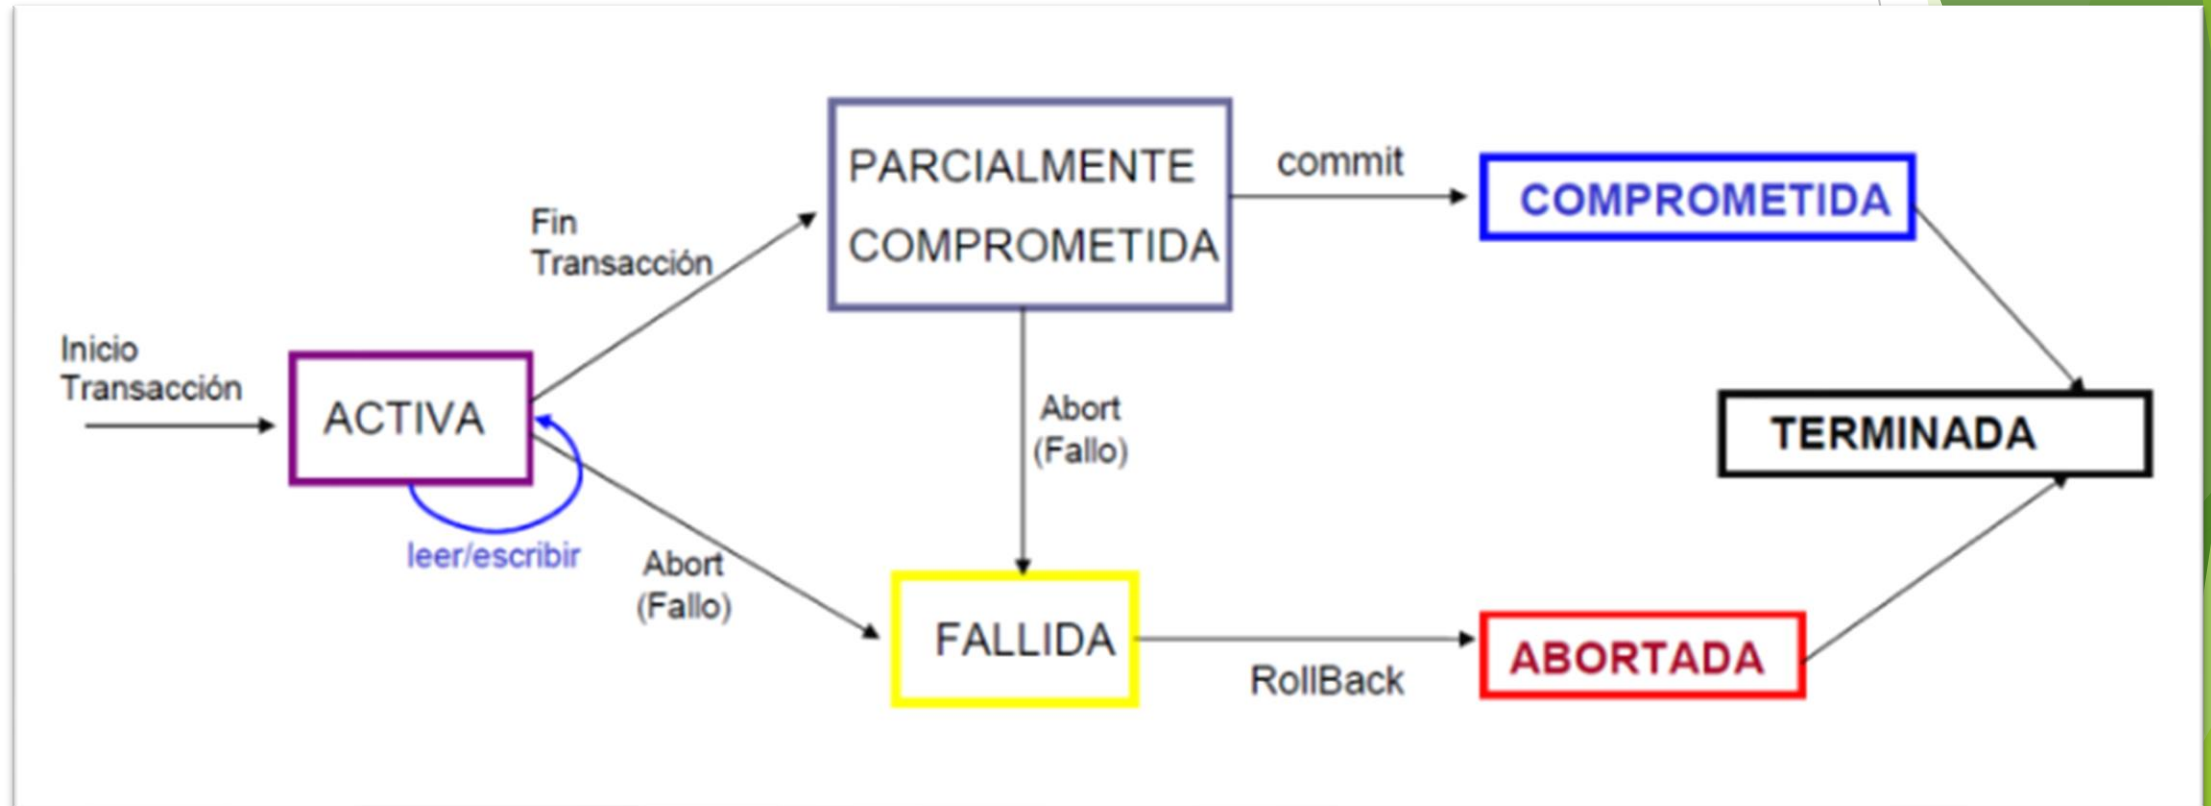 PARCIALMENTE
COMPROMETIDA
commit
COMPROMETIDA
Fin
Transacción
Inicio
Transacción
ACTIVA
leer/escribir
Abort
(Fallo)
TERMINADA
Abort
(Fallo)
FALLIDA
RollBack
ABORTADA